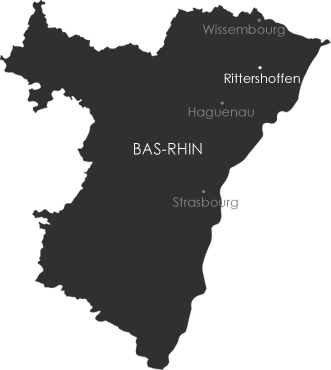 Wissembourg
Rittershoffen
Haguenau
BAS-RHIN
Strasbourg